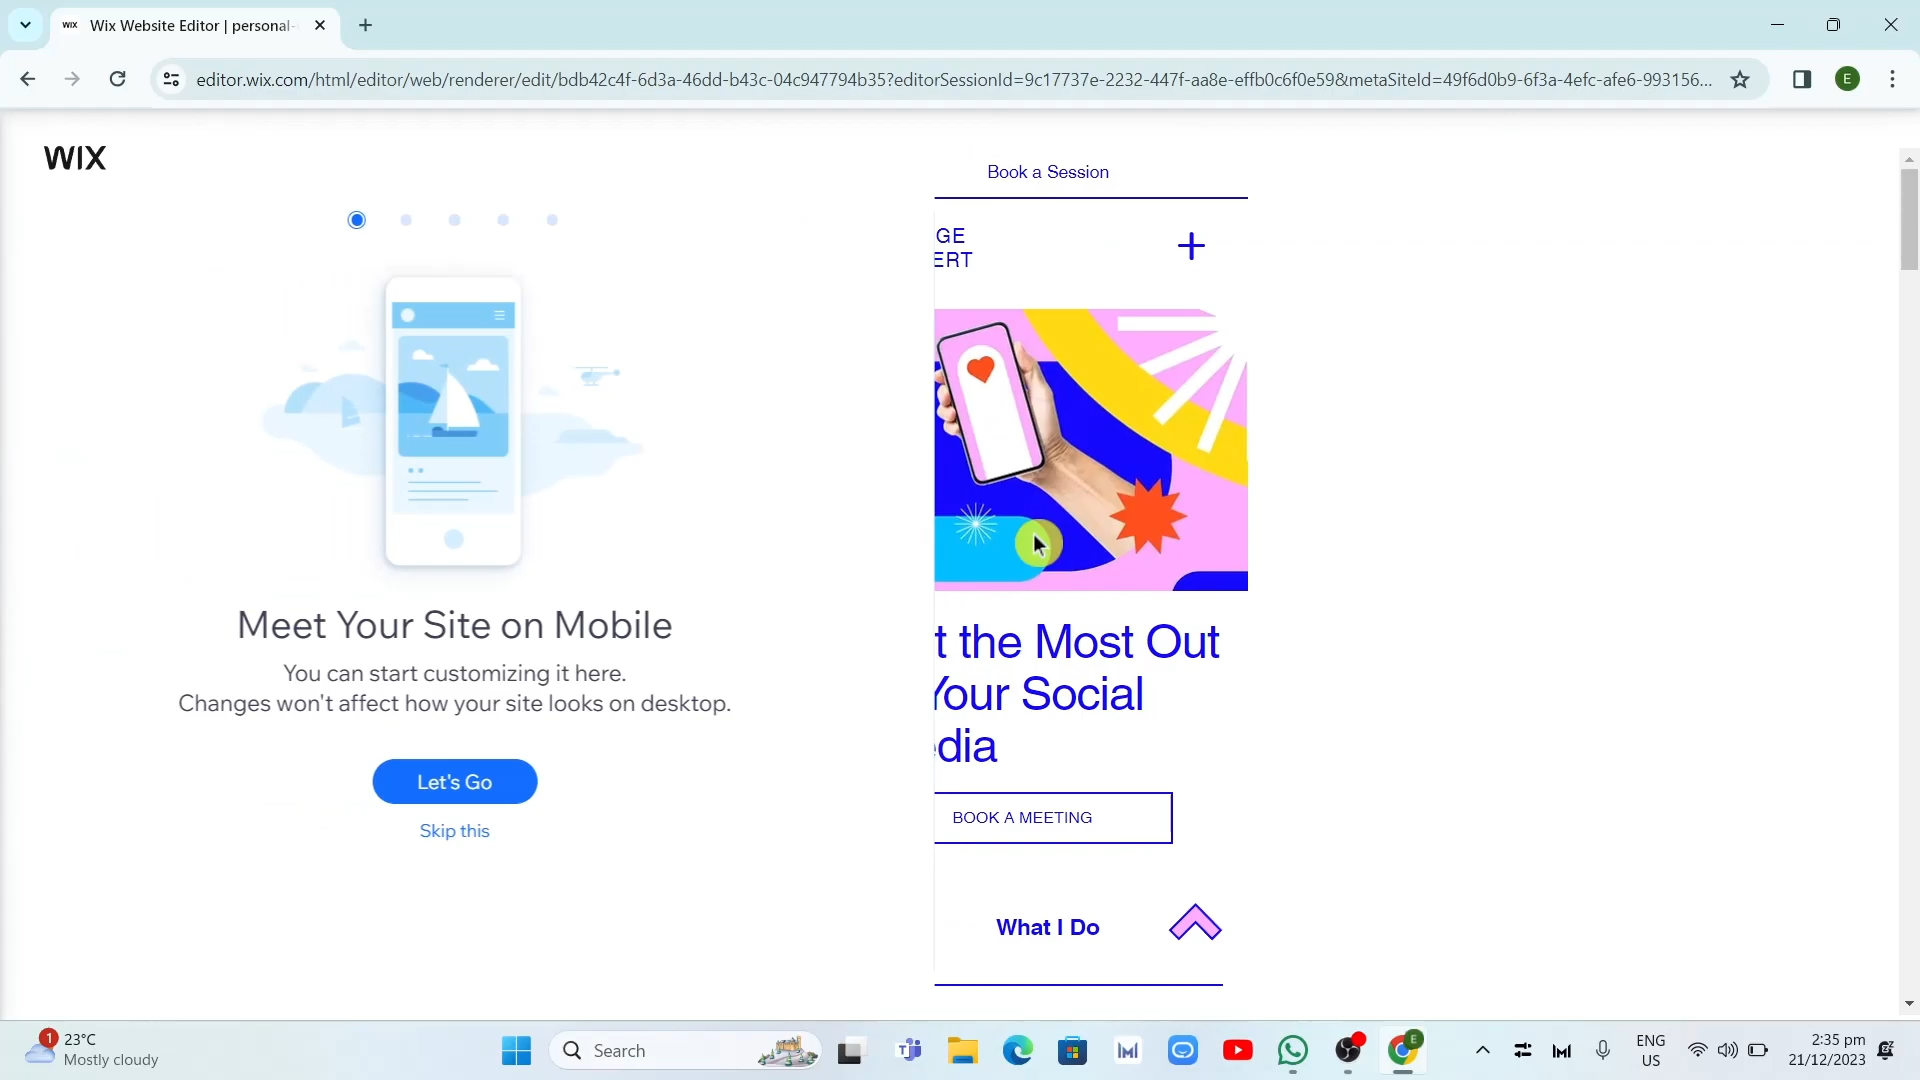 WIX Wix Website Editor | personal-
editor.wix.com/html/editor/web/renderer/edit/bdb42c4f-6d3a-46dd-b43c-04c947794b35?editorSessionId=9c17737e-2232-447f-aa8e-effb0c6f0e59&metaSiteId=49f6d0b9-6f3a-4efc-afe6-993156...
E
WIX
Meet Your Site on Mobile
You can start customizing it here.
Changes won't affect how your site looks on desktop.
Let's Go
Skip this
Book a Session
GE
ERT
t the Most Out
Your Social
edia
BOOK A MEETING
What I Do
1
23°C
Mostly cloudy
Search
E
ENG
US
2:35 pm
21/12/2023